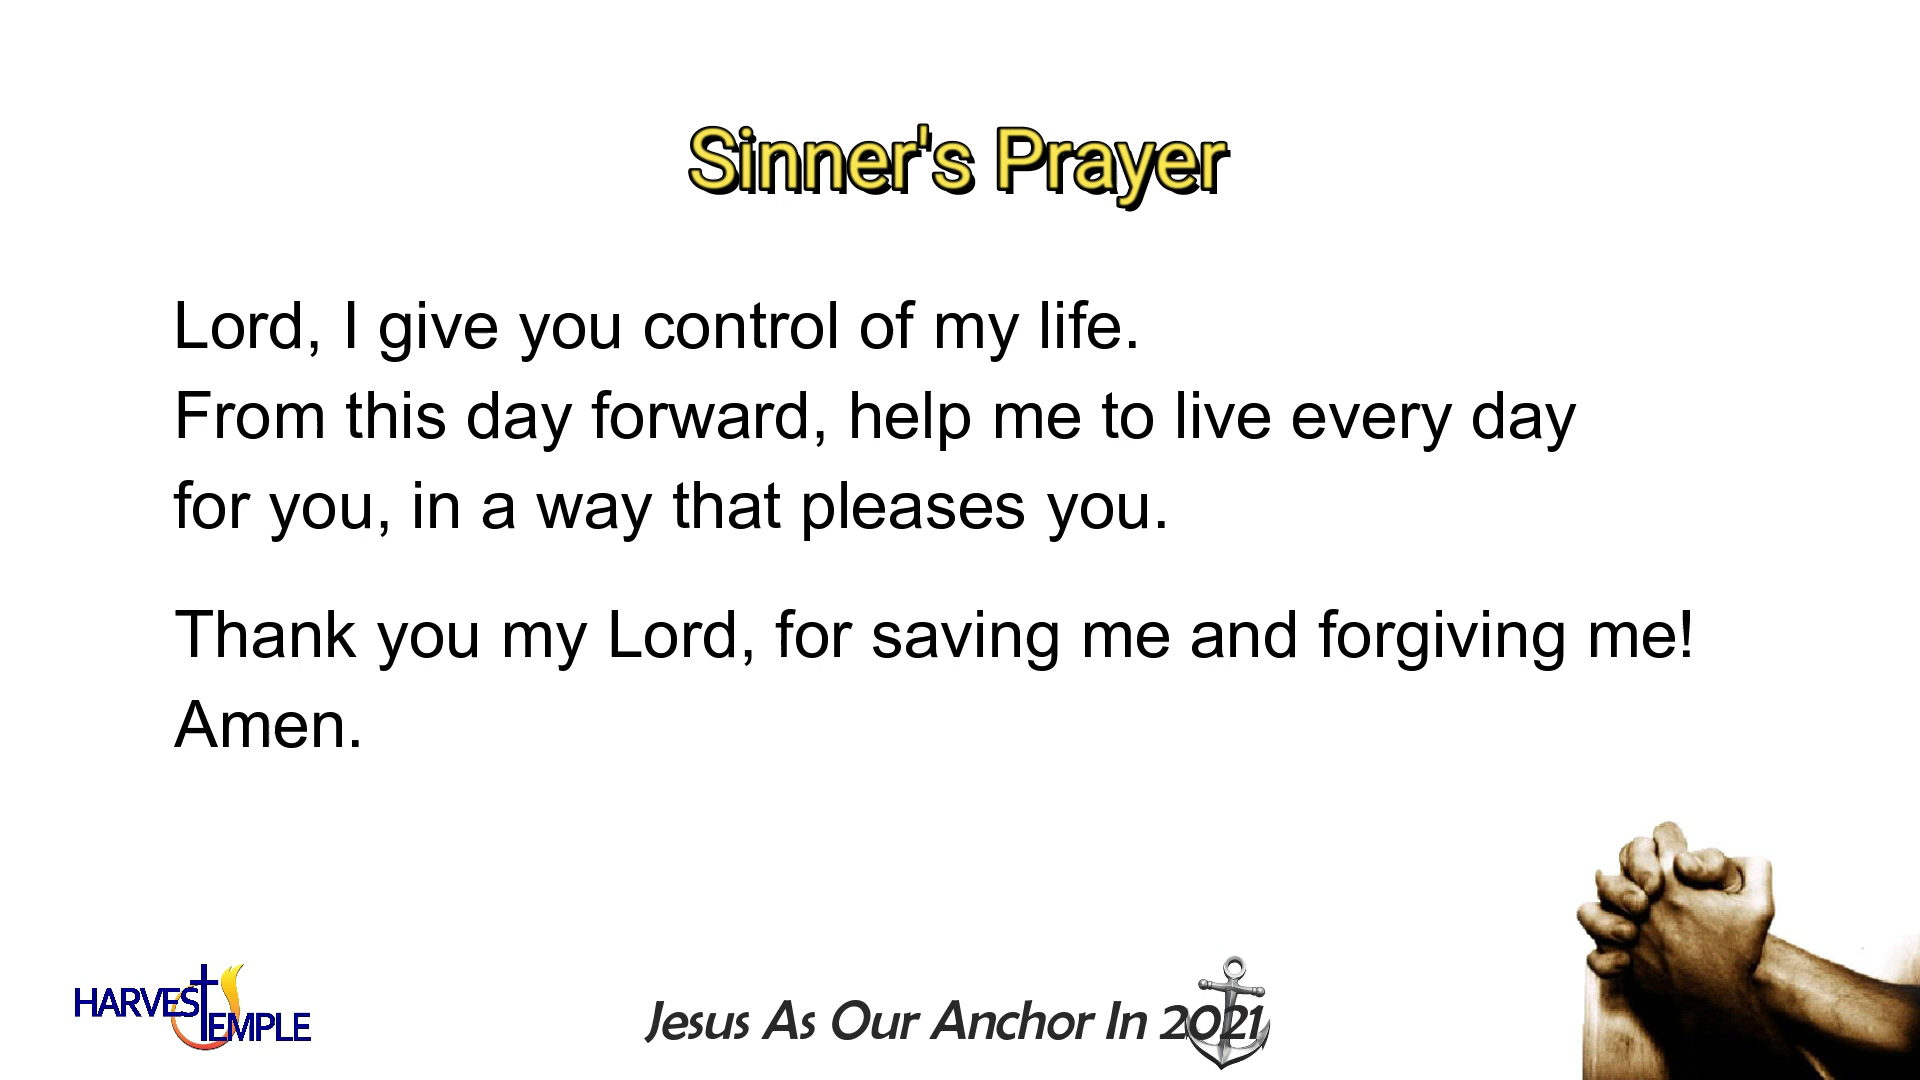 Sinner's Prayer
Lord, I give you control of my life.
From this day forward, help me to live every day
for you, in a way that pleases you.
Thank you my Lord, for saving me and forgiving me!
Amen.
HARVEST TEMPLE
Jesus As Our Anchor In 2021